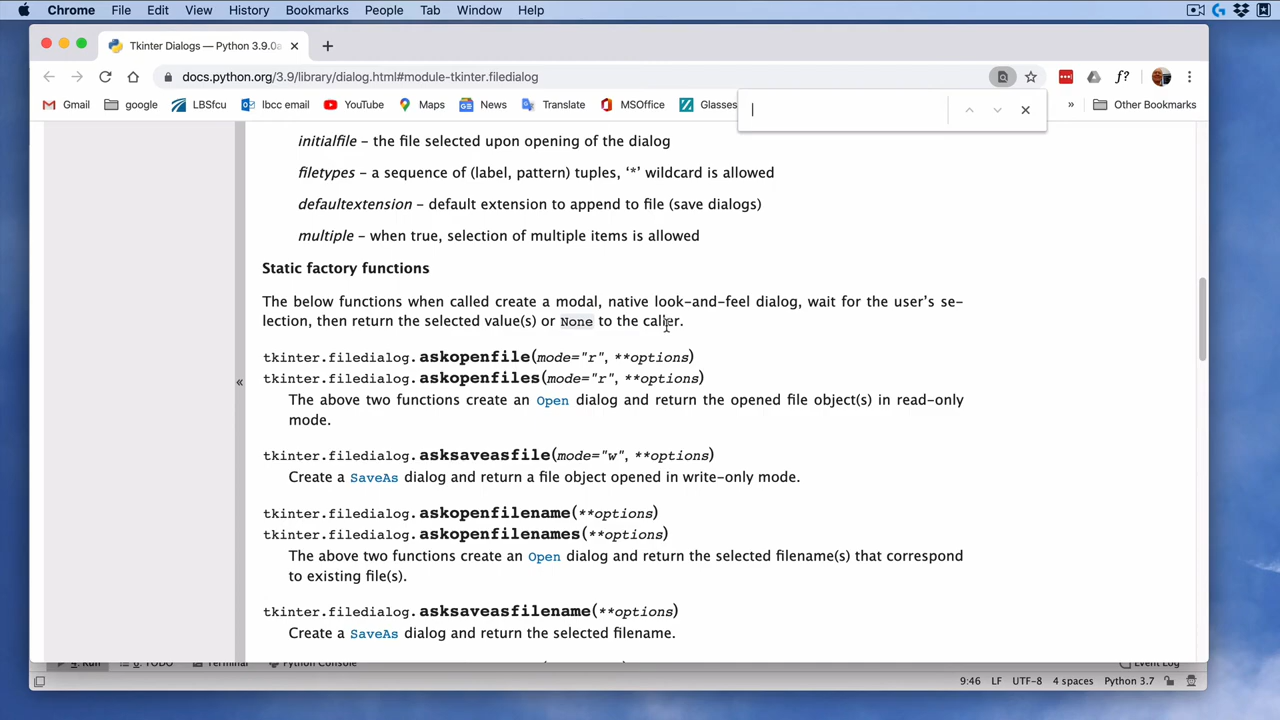 Chrome File Edit View History Bookmarks People Tab Window Help
Tkinter Dialogs — Python 3.9.0a
docs.python.org/3.9/library/dialog.html#module-tkinter.filedialog
f?
Gmail google LBSfcu lbcc email YouTube Maps News Translate MSOffice Glasses » Other Bookmarks
initialfile – the file selected upon opening of the dialog
filetypes – a sequence of (label, pattern) tuples, ‘*’ wildcard is allowed
defaultextension – default extension to append to file (save dialogs)
multiple – when true, selection of multiple items is allowed
Static factory functions
The below functions when called create a modal, native look-and-feel dialog, wait for the user’s se-
lection, then return the selected value(s) or None to the caller.
tkinter.filedialog.askopenfile(mode="r", **options)
«
tkinter.filedialog.askopenfiles(mode="r", **options)
The above two functions create an Open dialog and return the opened file object(s) in read-only
mode.
tkinter.filedialog.asksaveasfile(mode="w", **options)
Create a SaveAs dialog and return a file object opened in write-only mode.
tkinter.filedialog.askopenfilename(**options)
tkinter.filedialog.askopenfilenames(**options)
The above two functions create an Open dialog and return the selected filename(s) that correspond
to existing file(s).
tkinter.filedialog.asksaveasfilename(**options)
Create a SaveAs dialog and return the selected filename.
4: Run 6: TODO Terminal Python Console Event Log
9:46 LF UTF-8 4 spaces Python 3.7